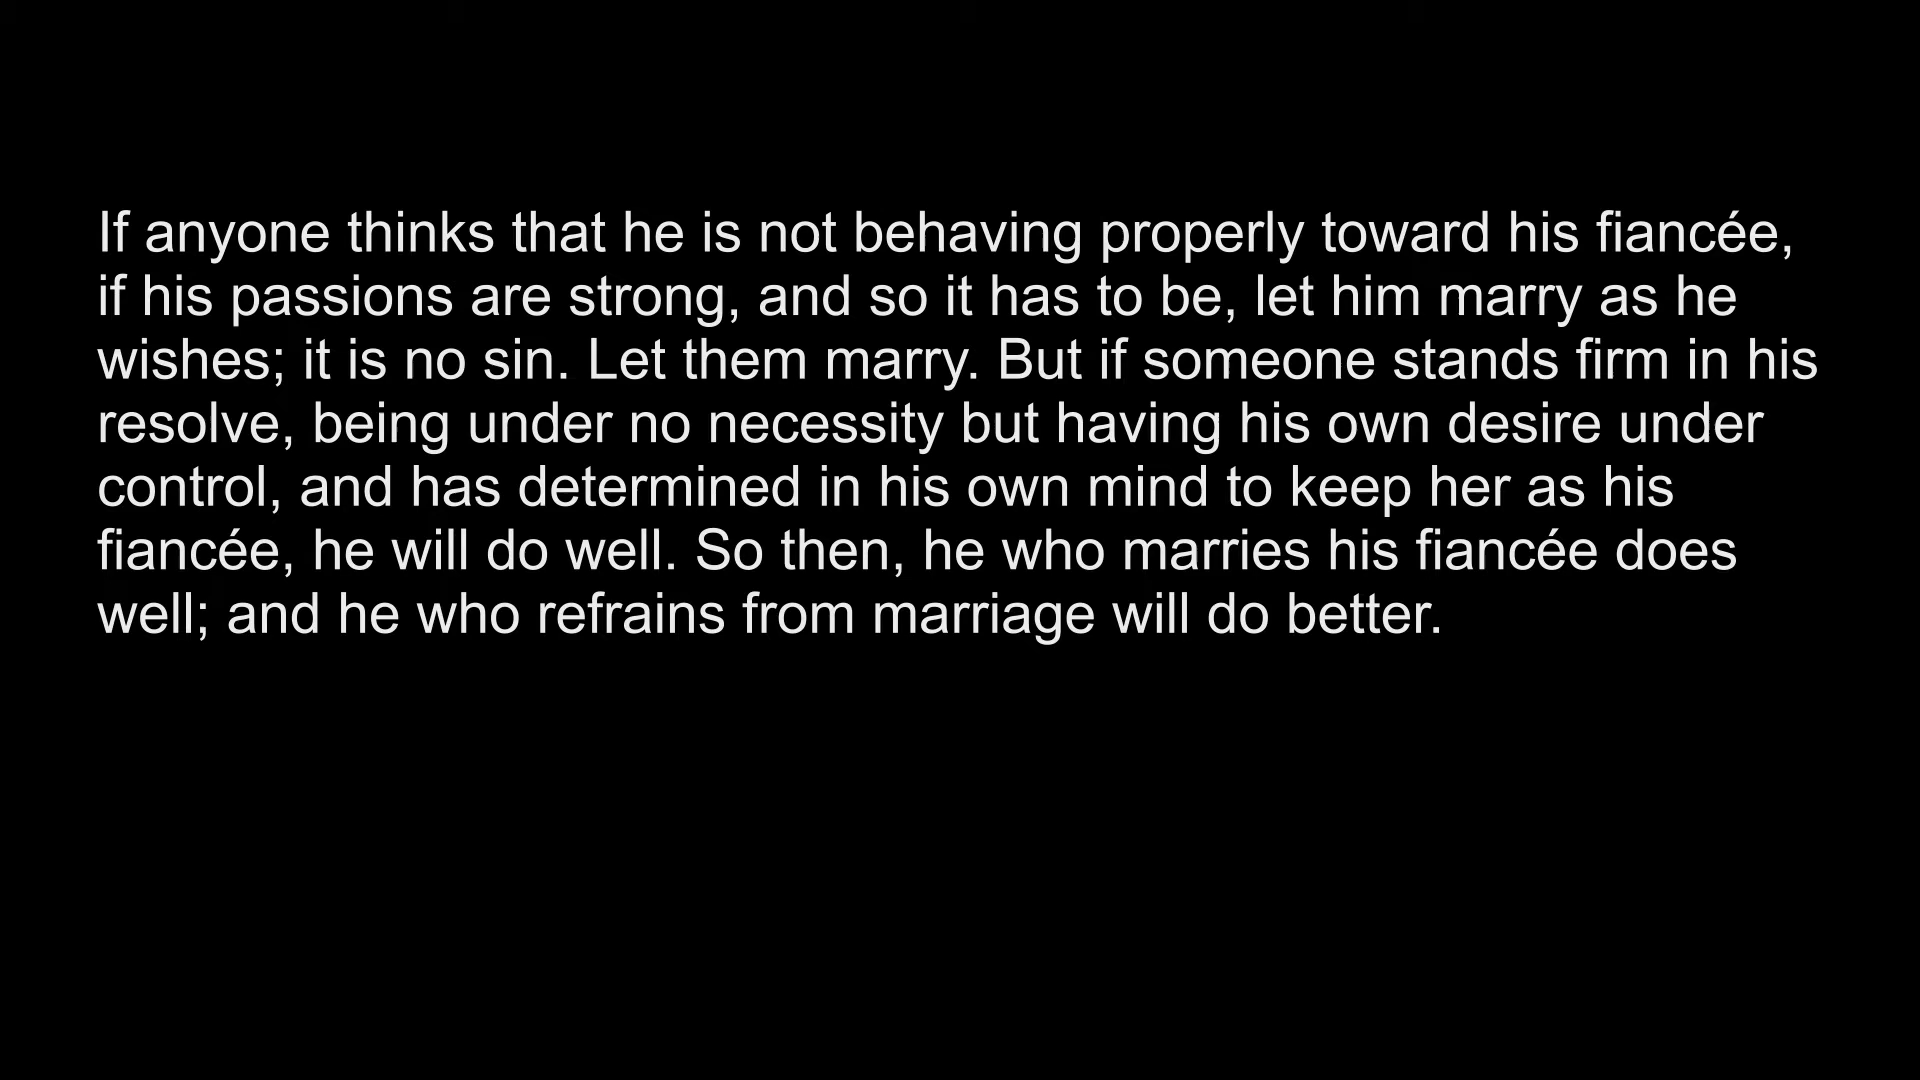 If anyone thinks that he is not behaving properly toward his fiancée,
if his passions are strong, and so it has to be, let him marry as he
wishes; it is no sin. Let them marry. But if someone stands firm in his
resolve, being under no necessity but having his own desire under
control, and has determined in his own mind to keep her as his
fiancée, he will do well. So then, he who marries his fiancée does
well; and he who refrains from marriage will do better.